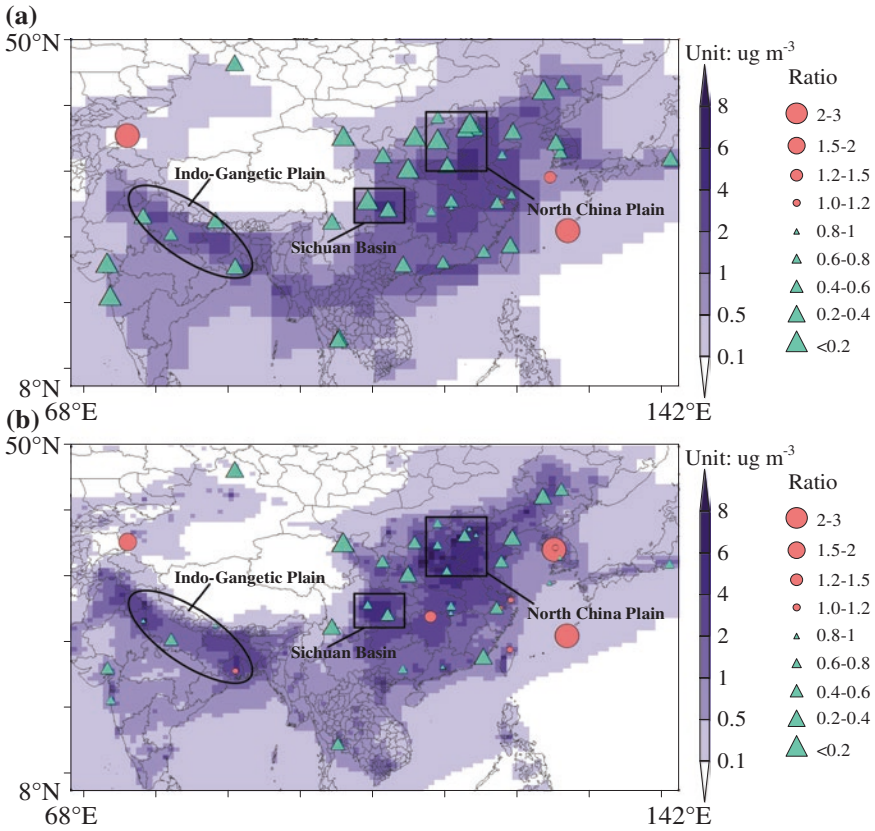 (a)
50°N
Unit: ug m-3
Ratio
8
2-3
6
1.5-2
Indo-Gangetic Plain
1.2-1.5
4
1.0-1.2
North China Plain
2
0.8-1
Sichuan Basin
0.6-0.8
1
0.4-0.6
0.5
0.2-0.4
<0.2
0.1
8°N
68°E
142°E
(b)
50°N
Unit: ug m-3
Ratio
8
2-3
6
1.5-2
Indo-Gangetic Plain
1.2-1.5
4
1.0-1.2
North China Plain
2
0.8-1
Sichuan Basin
0.6-0.8
1
0.4-0.6
0.5
0.2-0.4
<0.2
0.1
8°N
68°E
142°E